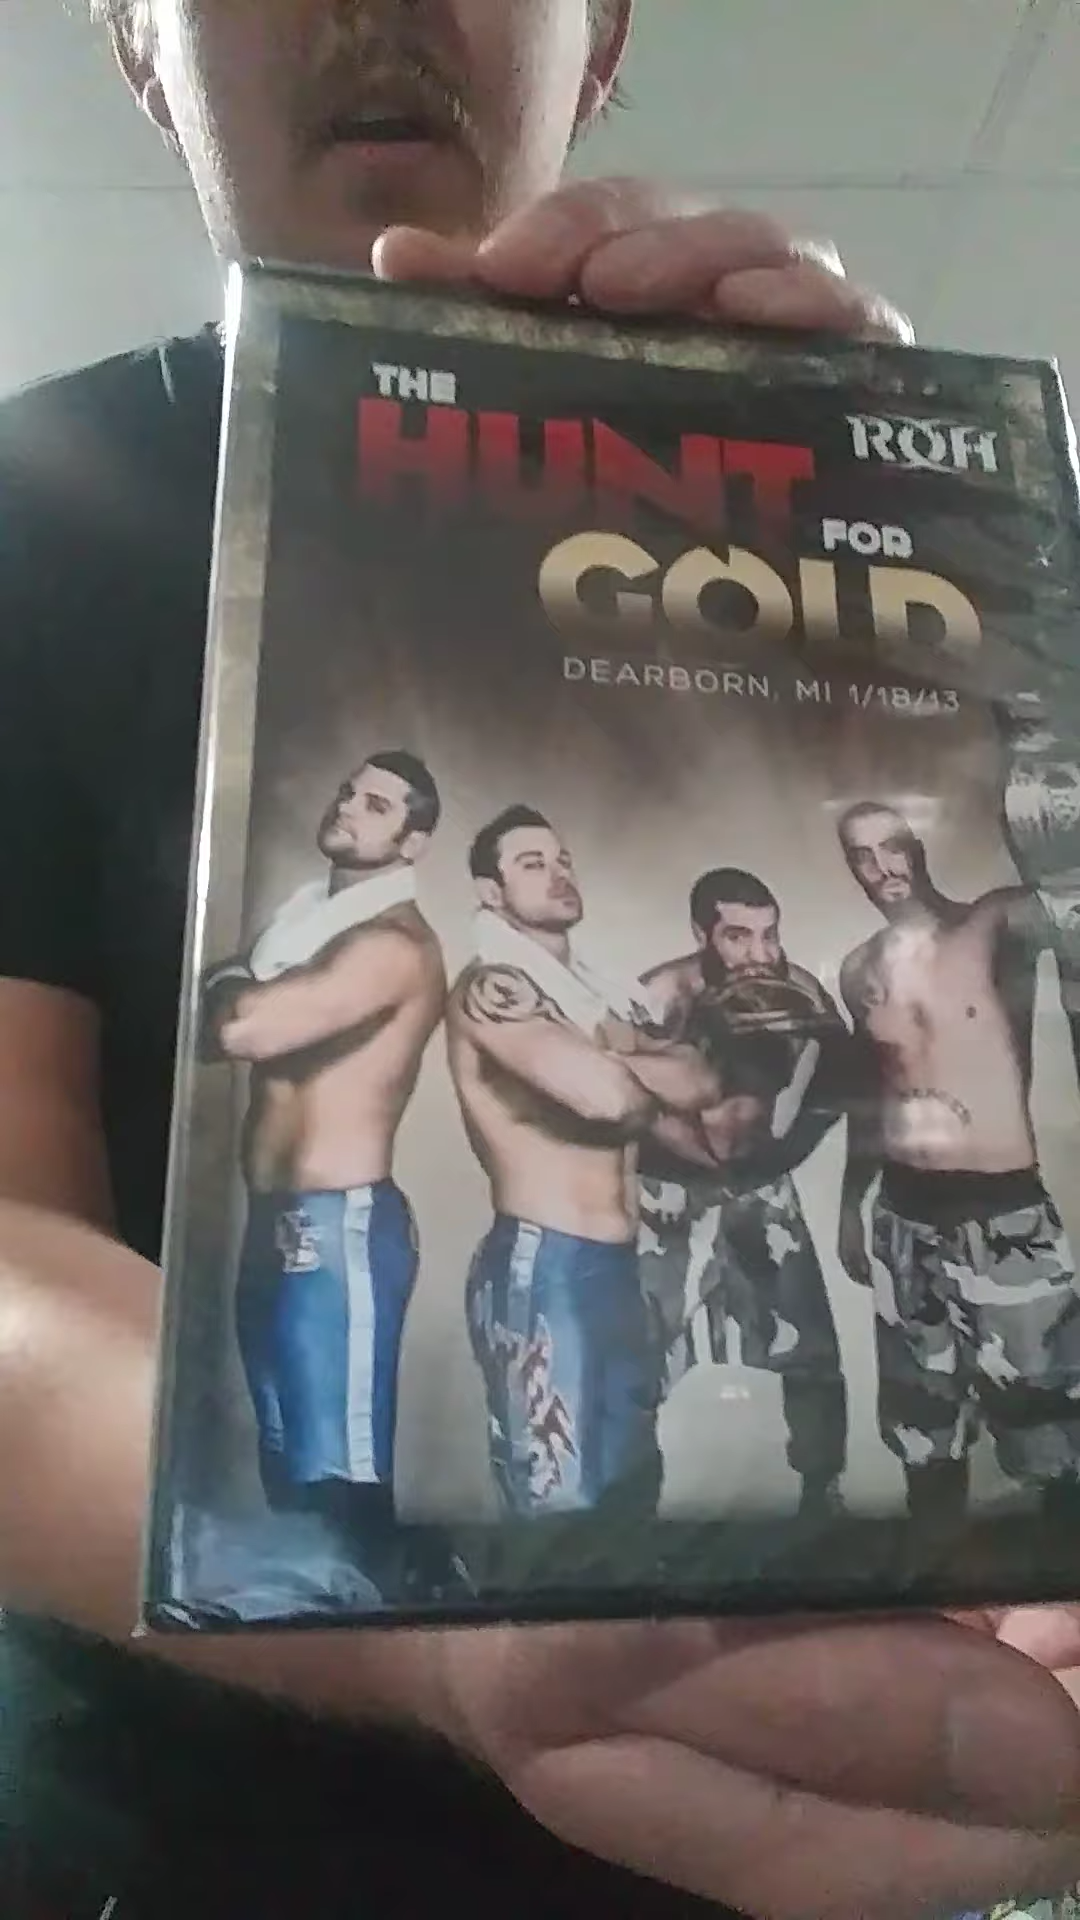 THE
HUNT
ROH
FOR
GOLD
DEARBORN, MI 1/18/13